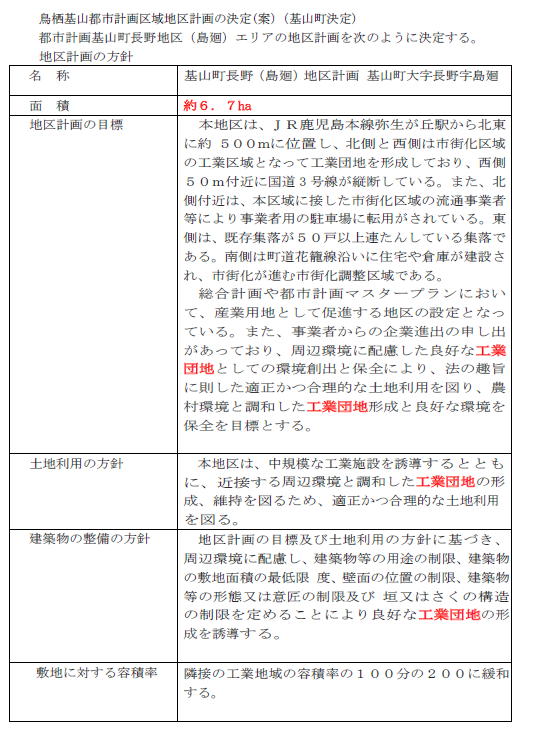 鳥栖基山都市計画区域地区計画の決定(案)（基山町決定）
都市計画基山町長野地区（島廻）エリアの地区計画を次のように決定する。
地区計画の方針
名　称
基山町長野（島廻）地区計画 基山町大字長野字島廻
面　積
約６．７ha
地区計画の目標
本地区は、ＪＲ鹿児島本線弥生が丘駅から北東
に約 ５００mに位置し、北側と西側は市街化区域
の工業区域となって工業団地を形成しており、西側
５０m付近に国道３号線が縦断している。また、北
側付近は、本区域に接した市街化区域の流通事業者
等により事業者用の駐車場に転用がされている。東
側は、既存集落が５０戸以上連たんしている集落で
ある。南側は町道花籠線沿いに住宅や倉庫が建設さ
れ、市街化が進む市街化調整区域である。
総合計画や都市計画マスタープランにおい
て、産業用地として促進する地区の設定となっ
ている。また、事業者からの企業進出の申し出
があっており、周辺環境に配慮した良好な工業
団地としての環境創出と保全により、法の趣旨
に則した適正かつ合理的な土地利用を図り、農
村環境と調和した工業団地形成と良好な環境を
保全を目標とする。
土地利用の方針
本地区は、中規模な工業施設を誘導するととも
に、近接する周辺環境と調和した工業団地の形
成、維持を図るため、適正かつ合理的な土地利用
を図る。
建築物の整備の方針
地区計画の目標及び土地利用の方針に基づき、
周辺環境に配慮し、建築物等の用途の制限、建築物
の敷地面積の最低限 度、壁面の位置の制限、建築物
等の形態又は意匠の制限及び 垣又はさくの構造
の制限を定めることにより良好な工業団地の形
成を誘導する。
敷地に対する容積率
隣接の工業地域の容積率の１００分の２００に緩和
する。